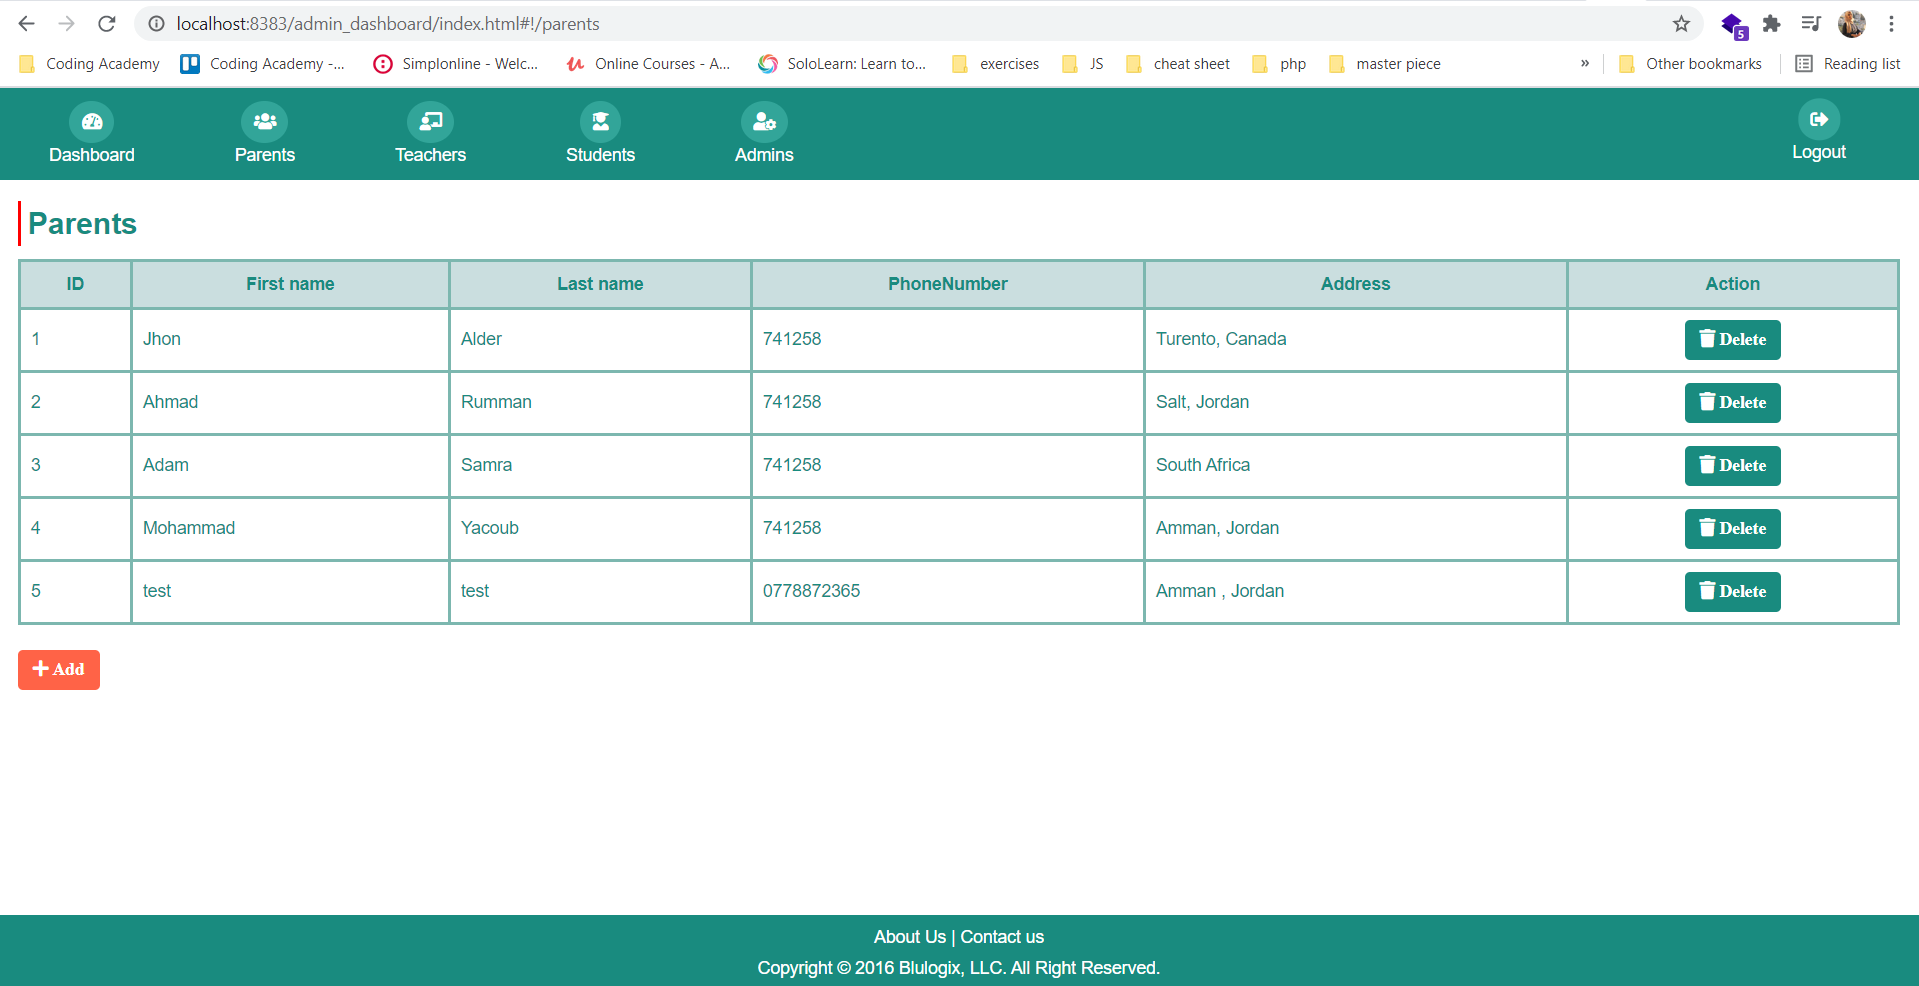 localhost:8383/admin_dashboard/index.html#!/parents
5
Coding Academy
Coding Academy -...
Simplonline - Welc...
Online Courses - A...
SoloLearn: Learn to...
exercises
JS
cheat sheet
php
master piece
»
Other bookmarks
Reading list
Dashboard
Parents
Teachers
Students
Admins
Logout
Parents
ID First name Last name PhoneNumber Address Action
1 Jhon Alder 741258 Turento, Canada Delete
2 Ahmad Rumman 741258 Salt, Jordan Delete
3 Adam Samra 741258 South Africa Delete
4 Mohammad Yacoub 741258 Amman, Jordan Delete
5 test test 0778872365 Amman , Jordan Delete
Add
About Us | Contact us
Copyright © 2016 Blulogix, LLC. All Right Reserved.